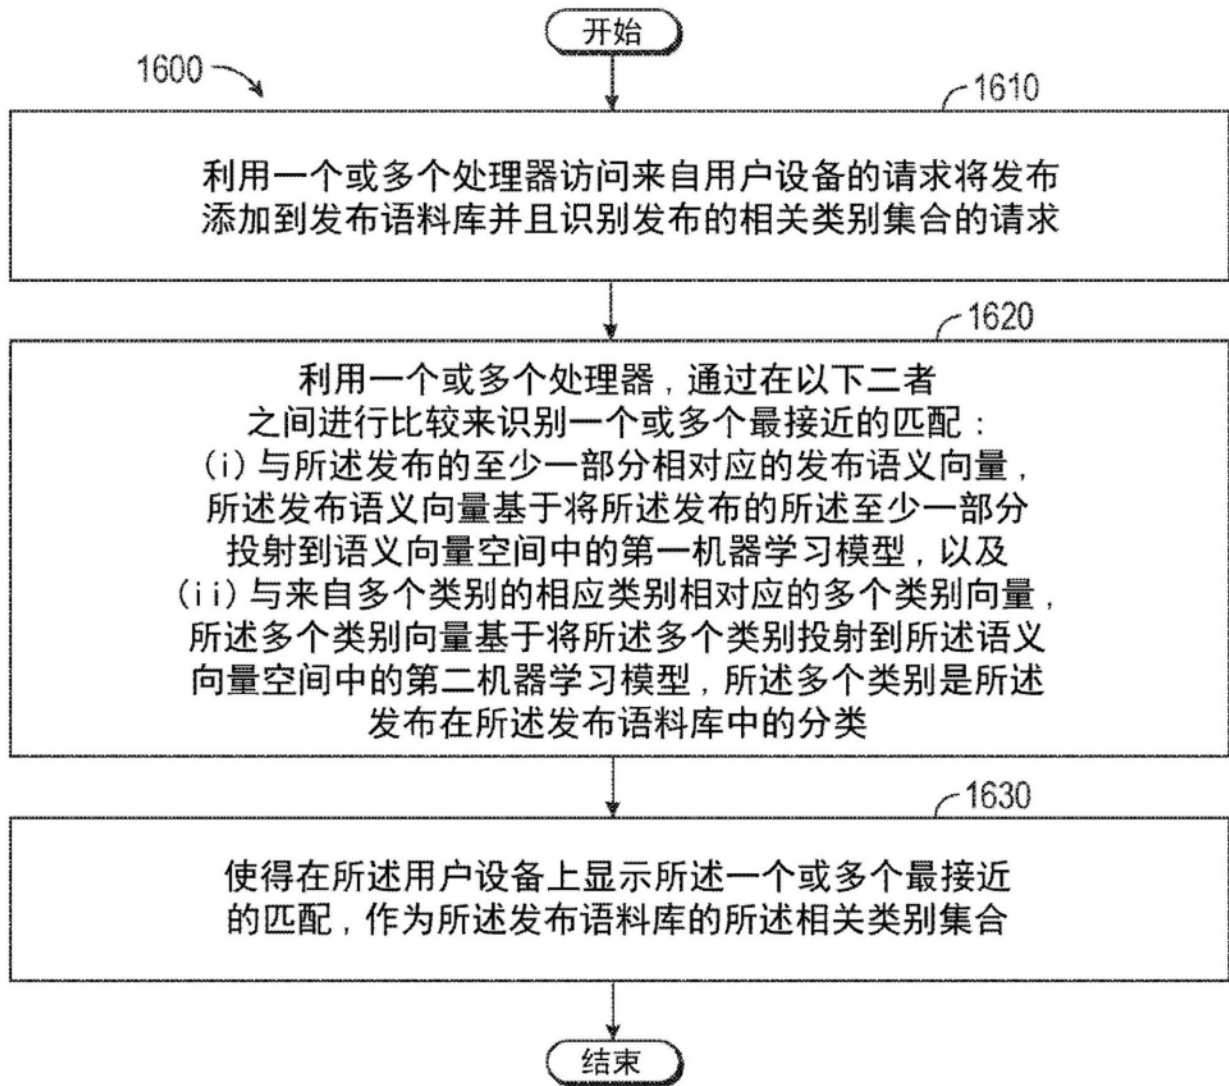 开始
1600
1610
利用一个或多个处理器访问来自用户设备的请求将发布
添加到发布语料库并且识别发布的相关类别集合的请求
1620
利用一个或多个处理器，通过在以下二者
之间进行比较来识别一个或多个最接近的匹配：
(i)与所述发布的至少一部分相对应的发布语义向量，
所述发布语义向量基于将所述发布的所述至少一部分
投射到语义向量空间中的第一机器学习模型，以及
(ii)与来自多个类别的相应类别相对应的多个类别向量，
所述多个类别向量基于将所述多个类别投射到所述语义
向量空间中的第二机器学习模型，所述多个类别是所述
发布在所述发布语料库中的分类
1630
使得在所述用户设备上显示所述一个或多个最接近
的匹配，作为所述发布语料库的所述相关类别集合
结束